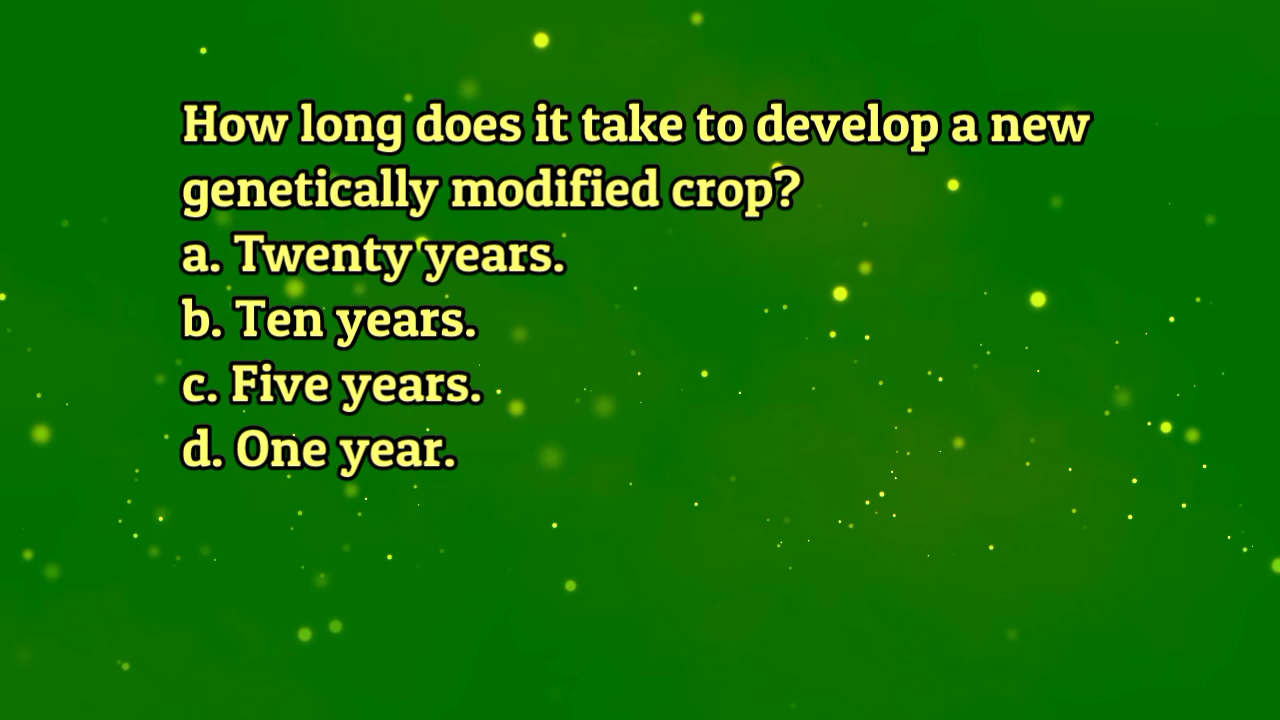 How long does it take to develop a new
genetically modified crop?
a. Twenty years.
b. Ten years.
c. Five years.
d. One year.